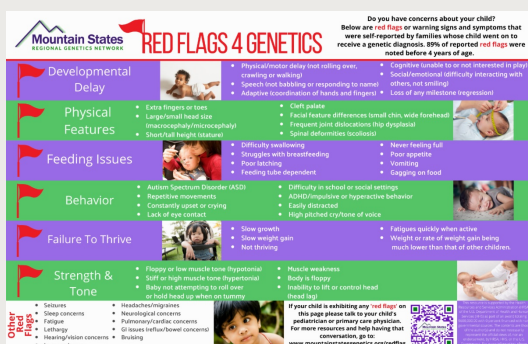 Mountain States
REGIONAL GENETICS NETWORK
RED FLAGS 4 GENETICS
Do you have concerns about your child?
Below are red flags or warning signs and symptoms that
were self-reported by families whose child went on to
receive a genetic diagnosis. 89% of reported red flags were
noted before 4 years of age.
Developmental
Delay
Physical/motor delay (not rolling over,
crawling or walking)
Speech (not babbling or responding to name)
Adaptive (coordination of hands and fingers)
Cognitive (unable to or not interested in play)
Social/emotional (difficulty interacting with
others, not smiling)
Loss of any milestone (regression)
Physical
Features
Extra fingers or toes
Large/small head size
(macrocephaly/microcephaly)
Short/tall height (stature)
Cleft palate
Facial feature differences (small chin, wide forehead)
Frequent joint dislocations (hip dysplasia)
Spinal deformities (scoliosis)
Feeding Issues
Difficulty swallowing
Struggles with breastfeeding
Poor latching
Feeding tube dependent
Never feeling full
Poor appetite
Vomiting
Gagging on food
Behavior
Autism Spectrum Disorder (ASD)
Repetitive movements
Constantly upset or crying
Lack of eye contact
Difficulty in school or social settings
ADHD/impulsive or hyperactive behavior
Easily distracted
High pitched cry/tone of voice
Failure To Thrive
Slow growth
Slow weight gain
Not thriving
Fatigues quickly when active
Weight or rate of weight gain being
much lower than that of other children.
Strength &
Tone
Floppy or low muscle tone (hypotonia)
Stiff or high muscle tone (hypertonia)
Baby not attempting to roll over
or hold head up when on tummy
Muscle weakness
Body is floppy
Inability to lift or control head
(head lag)
Other
Red
Flags
Seizures
Sleep concerns
Fatigue
Lathargy
Hearing/vision concerns
Headaches/migraines
Neurological concerns
Pulmonary/cardiac concerns
GI issues (reflux/bowel concerns)
Bruising
If your child is exhibiting any 'red flags' on
this page please talk to your child's
pediatrician or primary care physician.
For more resources and help having that
conversation, go to: